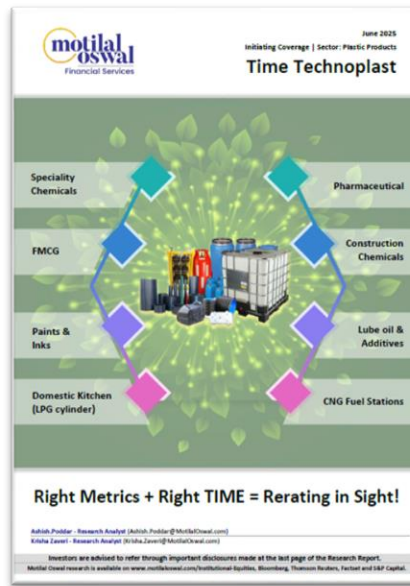 motilal
oswal
Financial Services
June 2025
Initiating Coverage | Sector: Plastic Products
Time Technoplast
Speciality
Chemicals
Pharmaceutical
FMCG
Construction
Chemicals
Paints &
Inks
Lube oil &
Additives
Domestic Kitchen
(LPG cylinder)
CNG Fuel Stations
Right Metrics + Right TIME = Rerating in Sight!
Ashish Poddar - Research Analyst (Ashish.Poddar@MotilalOswal.com)
Krisha Zaveri - Research Analyst (Krisha.Zaveri@MotilalOswal.com)
Investors are advised to refer through important disclosures made at the last page of the Research Report.
Motilal Oswal research is available on www.motilaloswal.com/Institutional-Equities, Bloomberg, Thomson Reuters, Factset and S&P Capital.